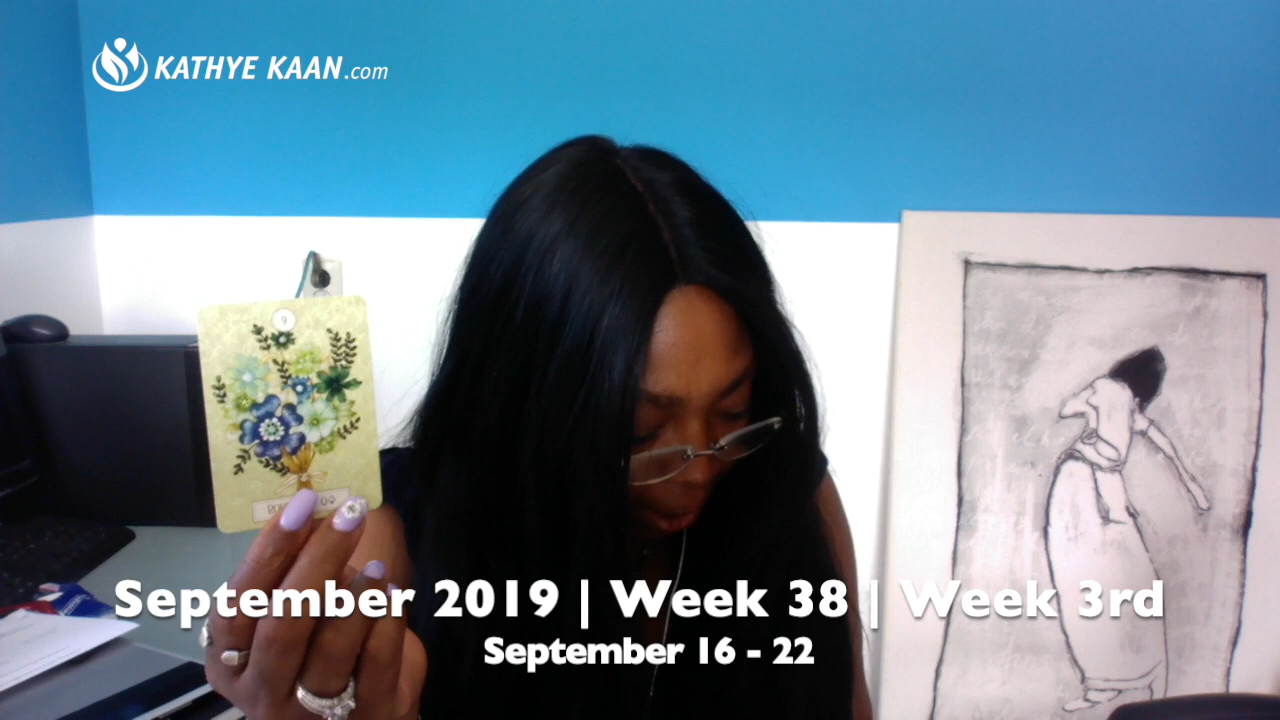 KATHYE KAAN.com
9
September 2019 | Week 38 | Week 3rd
September 16 - 22